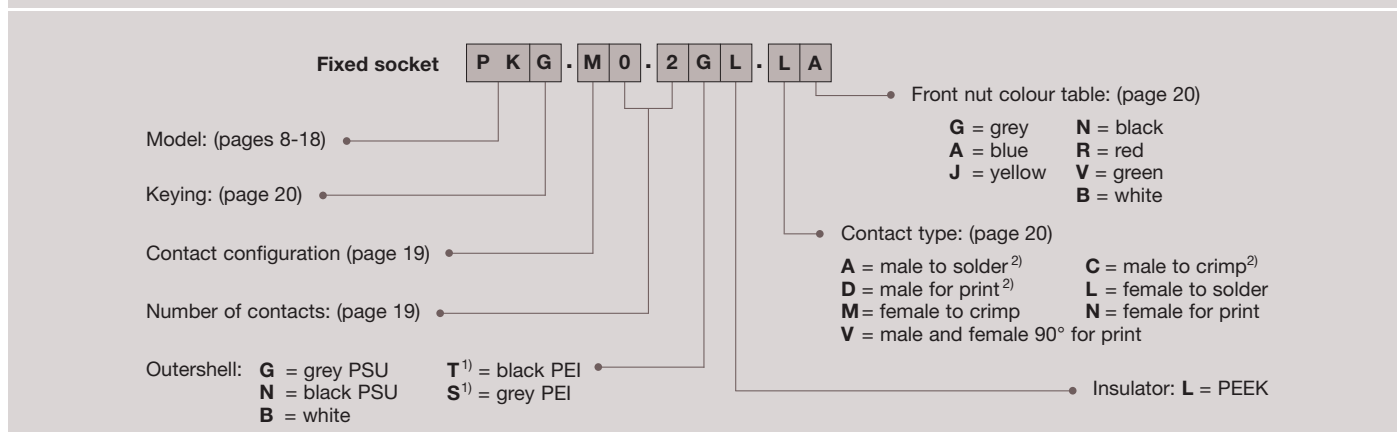 Fixed socket P K G . M 0 . 2 G L . L A
Front nut colour table: (page 20)
G = grey N = black
A = blue R = red
J = yellow V = green
B = white
Model: (pages 8-18)
Keying: (page 20)
Contact configuration (page 19)
Number of contacts: (page 19)
Contact type: (page 20)
A = male to solder 2) C = male to crimp2)
D = male for print 2) L = female to solder
M = female to crimp N = female for print
V = male and female 90° for print
Outershell: G = grey PSU T 1) = black PEI
N = black PSU S 1) = grey PEI
B = white
Insulator: L = PEEK